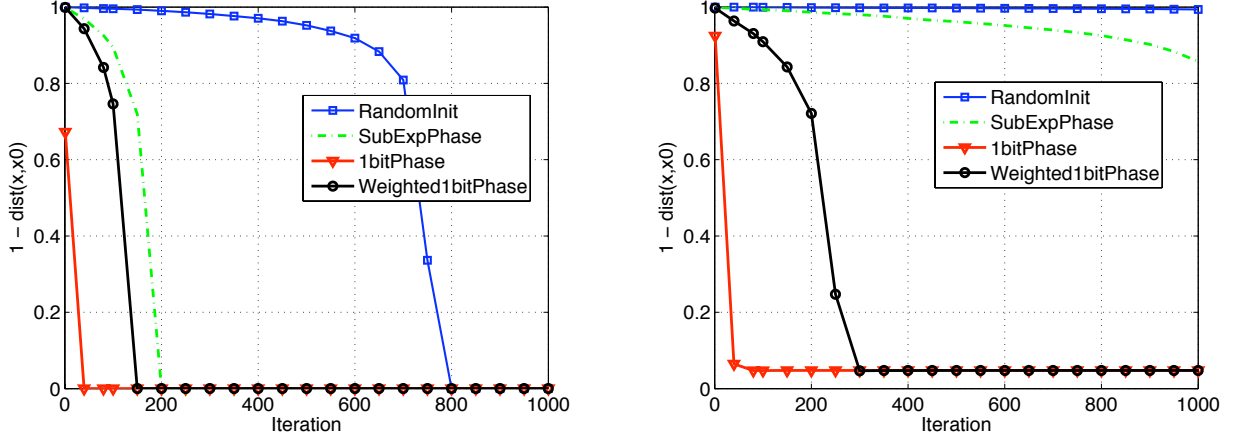 1
0.8
0.6
0.4
0.2
0
1 – dist(x,x0)
0 200 400 600 800 1000
Iteration
RandomInit
SubExpPhase
1bitPhase
Weighted1bitPhase
1
0.8
0.6
0.4
0.2
0
1 – dist(x,x0)
0 200 400 600 800 1000
Iteration
RandomInit
SubExpPhase
1bitPhase
Weighted1bitPhase